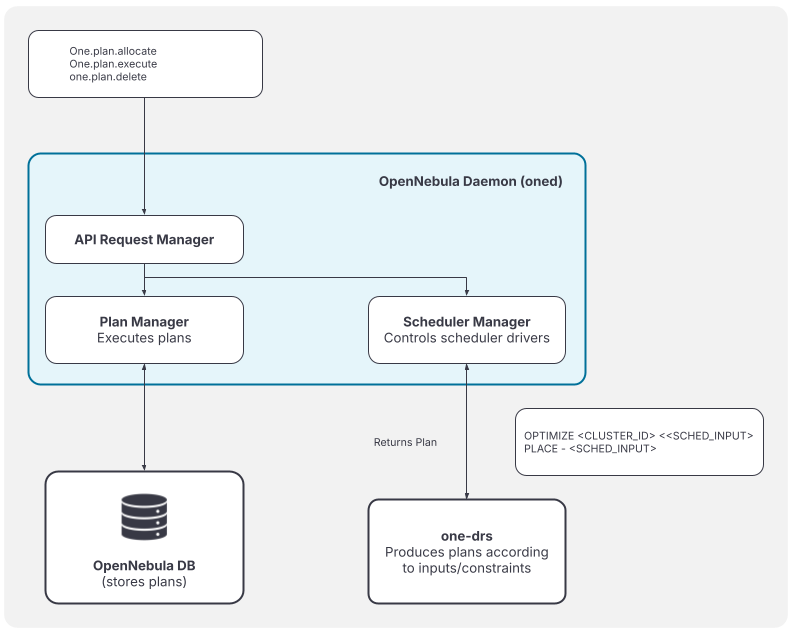 One.plan.allocate
One.plan.execute
one.plan.delete
OpenNebula Daemon (oned)
API Request Manager
Plan Manager
Executes plans
Scheduler Manager
Controls scheduler drivers
Returns Plan
OPTIMIZE <CLUSTER_ID> <<SCHED_INPUT>
PLACE - <SCHED_INPUT>
OpenNebula DB
(stores plans)
one-drs
Produces plans according
to inputs/constraints